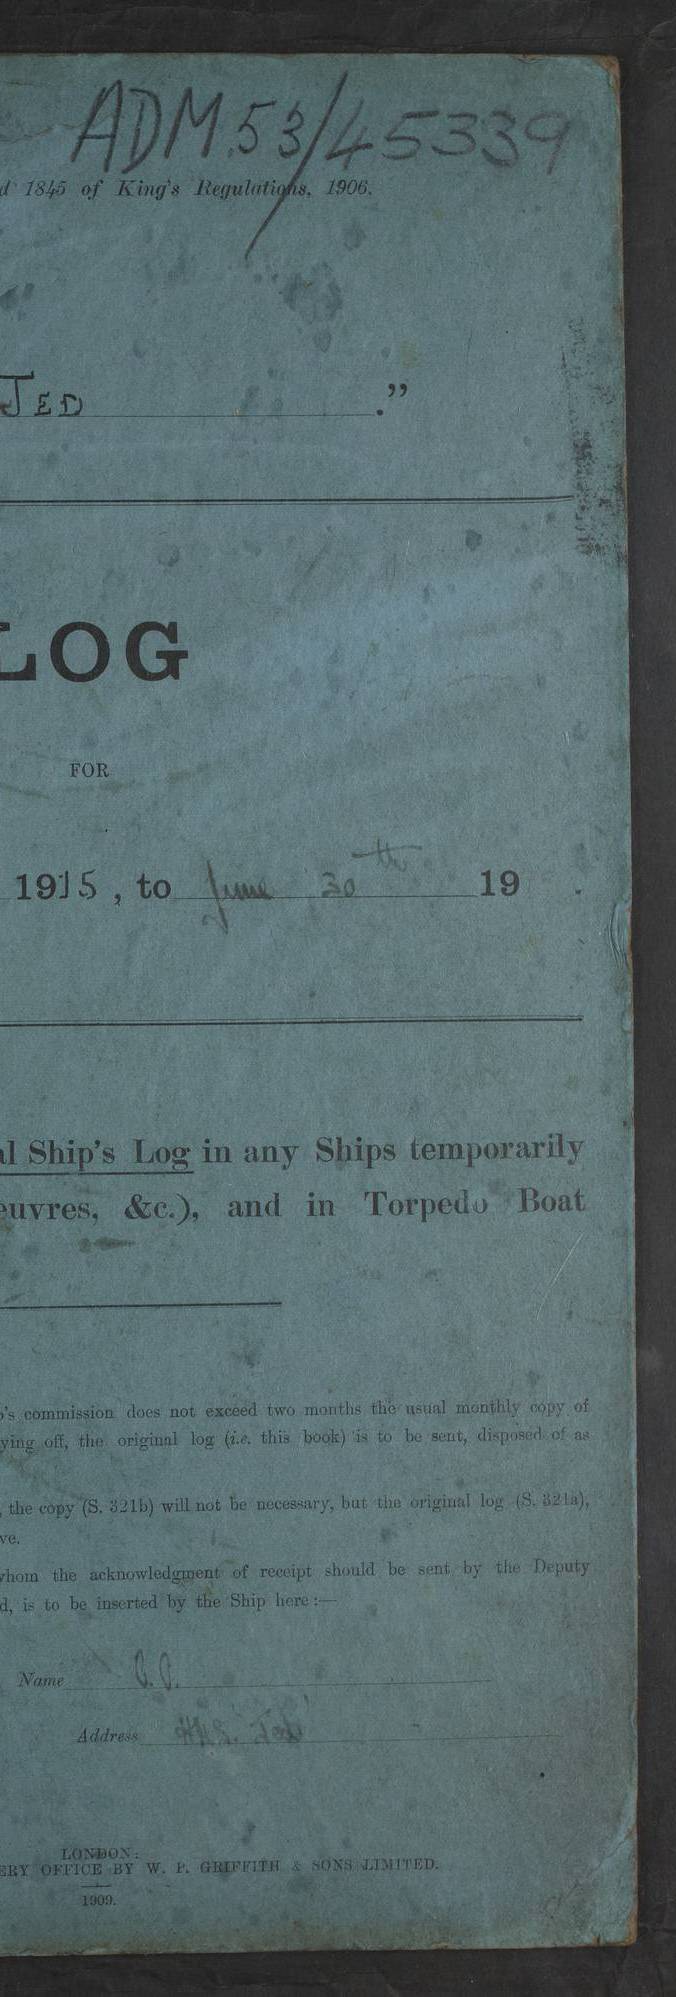 ADM 53/45339
d 1845 of King's Regulations, 1906.
JED ."
LOG
FOR
1915, to June 30th 19 .
al Ship's Log in any Ships temporarily
euvres, &c.), and in Torpedo Boat
's commission does not exceed two months the usual monthly copy of
ying off, the original log (i.e. this book) is to be sent, disposed of as
, the copy (S. 321b) will not be necessary, but the original log (S. 321a),
ve.
whom the acknowledgment of receipt should be sent by the Deputy
d, is to be inserted by the Ship here:—
Name
Address H.M.S. Jed
LONDON:
ERY OFFICE BY W. P. GRIFFITH & SONS LIMITED.
1909.